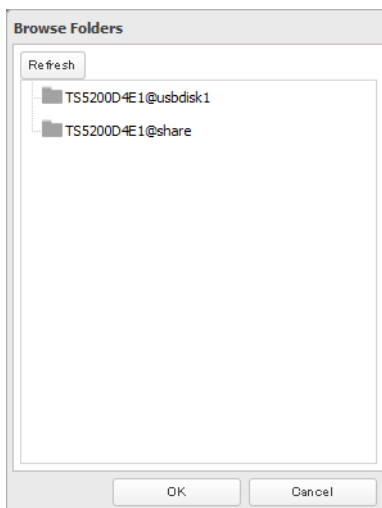 Browse Folders
Refresh
TS5200D4E1@usbdisk1
TS5200D4E1@share
OK
Cancel